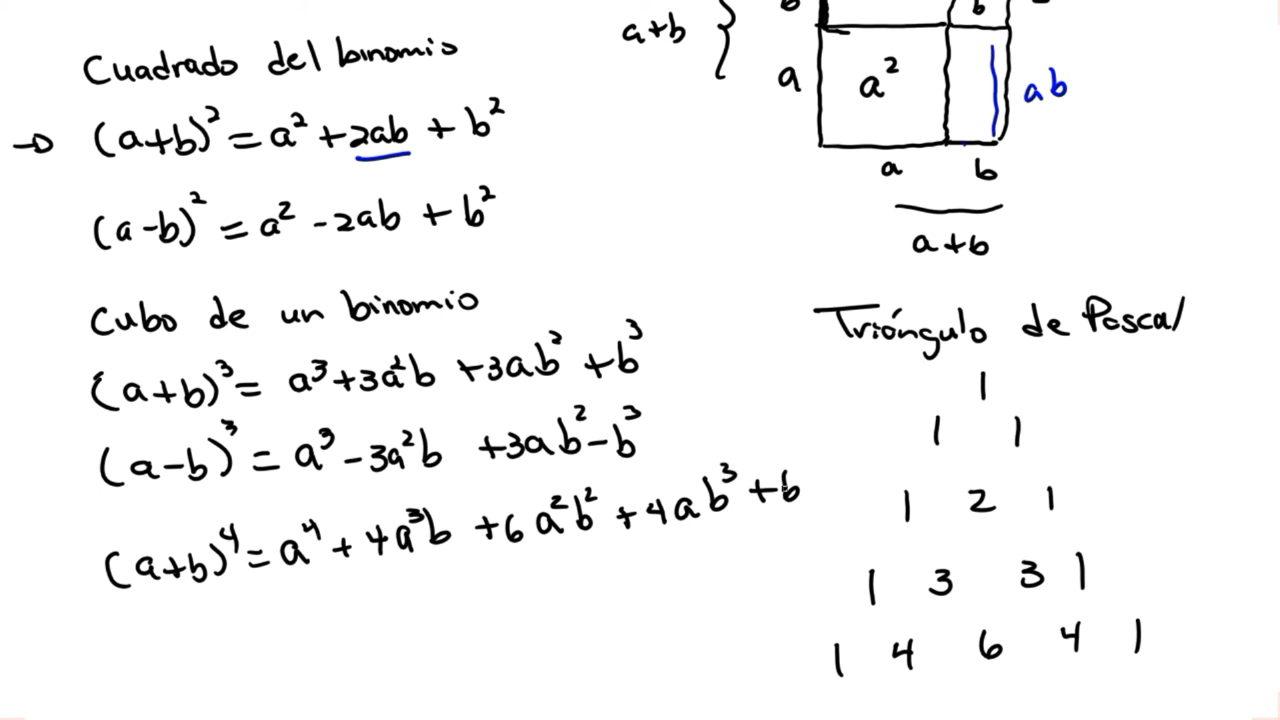 Cuadrado del binomio
(a+b)² = a² + 2ab + b²
(a-b)² = a² - 2ab + b²
Cubo de un binomio
(a+b)³ = a³ + 3a²b + 3ab² + b³
(a-b)³ = a³ - 3a²b + 3ab² - b³
(a+b)⁴ = a⁴ + 4a³b + 6a²b² + 4ab³ + b
b
a+b
a a² ab
a b
a+b
Triángulo de Pascal
1
1 1
1 2 1
1 3 3 1
1 4 6 4 1